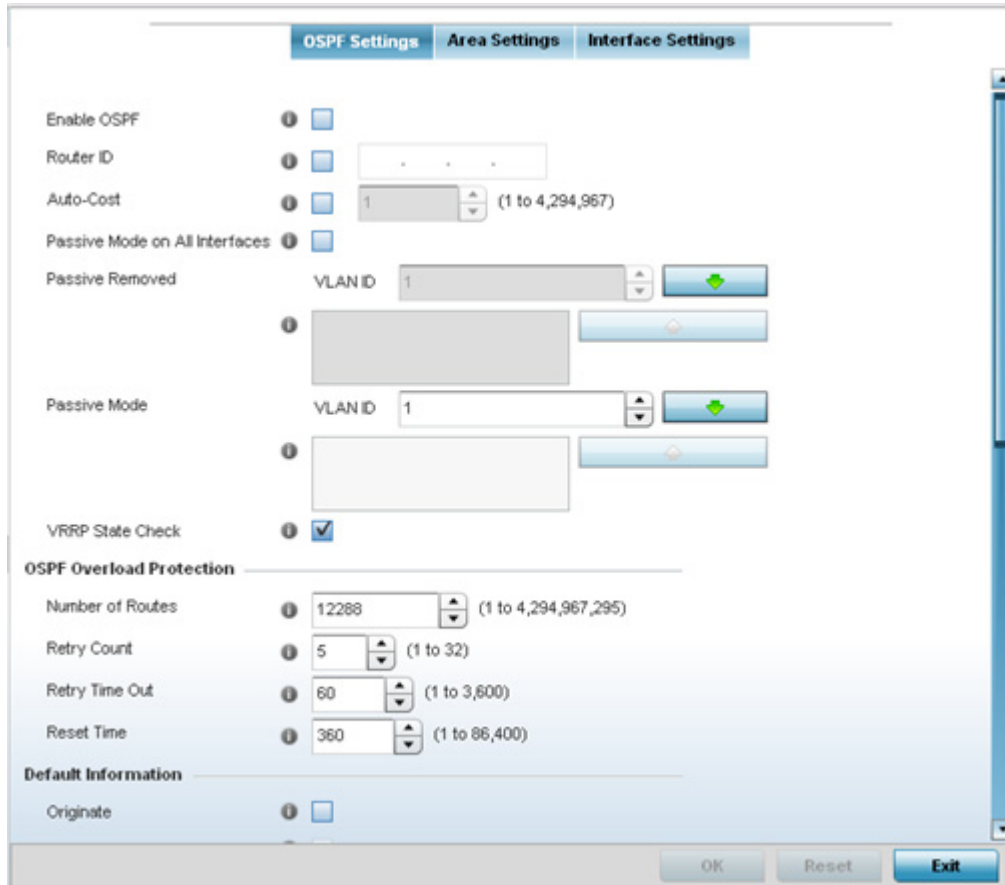 OSPF Settings Area Settings Interface Settings
Enable OSPF
Router ID . . .
Auto-Cost 1 (1 to 4,294,967)
Passive Mode on All Interfaces
Passive Removed VLAN ID 1
Passive Mode VLAN ID 1
VRRP State Check
OSPF Overload Protection
Number of Routes 12288 (1 to 4,294,967,295)
Retry Count 5 (1 to 32)
Retry Time Out 60 (1 to 3,600)
Reset Time 360 (1 to 86,400)
Default Information
Originate
OK Reset Exit